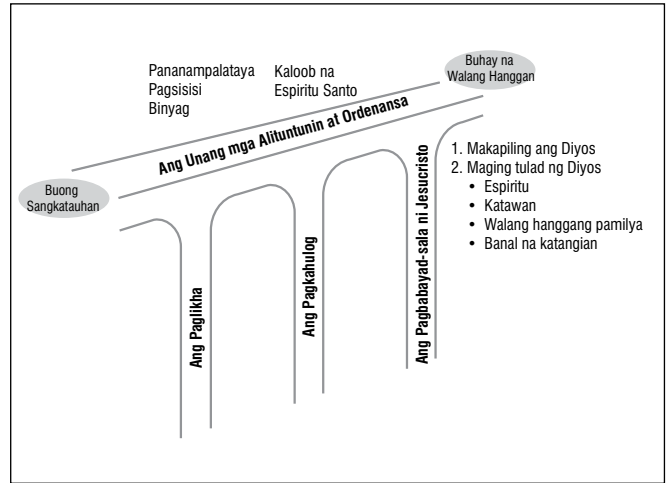 Pananampalataya
Pagsisisi
Binyag
Kaloob na
Espiritu Santo
Buhay na
Walang Hanggan
Ang Unang mga Alituntunin at Ordenansa
Buong
Sangkatauhan
1. Makapiling ang Diyos
2. Maging tulad ng Diyos
• Espiritu
• Katawan
• Walang hanggang pamilya
• Banal na katangian
Ang Paglikha
Ang Pagkahulog
Ang Pagbabayad-sala ni Jesucristo